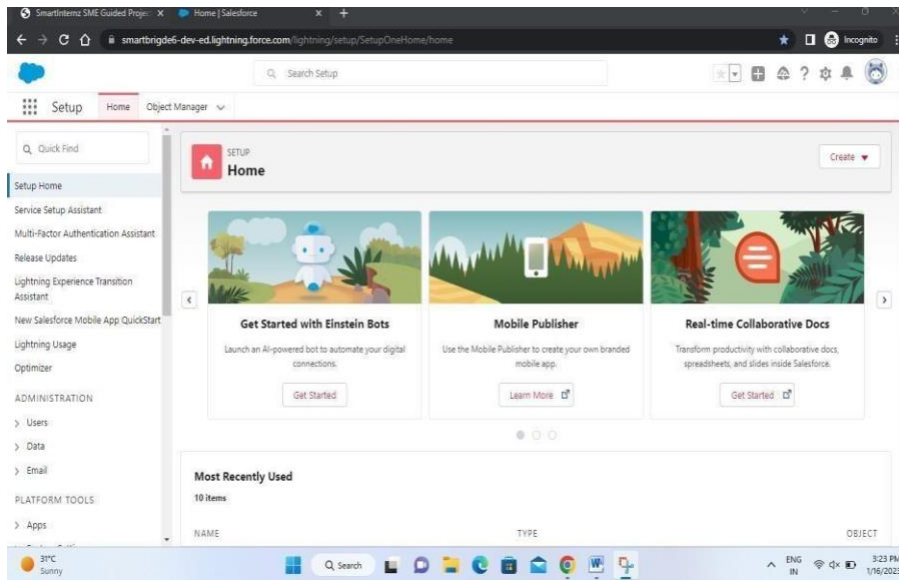 SmartInternz SME Guided Proje
Home | Salesforce
smartbrigde6-dev-ed.lightning.force.com/lightning/setup/SetupOneHome/home
Incognito
Search Setup
Setup
Home
Object Manager
Quick Find
Setup Home
Service Setup Assistant
Multi-Factor Authentication Assistant
Release Updates
Lightning Experience Transition
Assistant
New Salesforce Mobile App QuickStart
Lightning Usage
Optimizer
ADMINISTRATION
Users
Data
Email
PLATFORM TOOLS
Apps
SETUP
Home
Create
Get Started with Einstein Bots
Launch an AI-powered bot to automate your digital
connections.
Get Started
Mobile Publisher
Use the Mobile Publisher to create your own branded
mobile app.
Learn More
Real-time Collaborative Docs
Transform productivity with collaborative docs,
spreadsheets, and slides inside Salesforce.
Get Started
Most Recently Used
10 items
NAME
TYPE
OBJECT
31°C
Sunny
Search
ENG
IN
3:23 PM
1/16/202